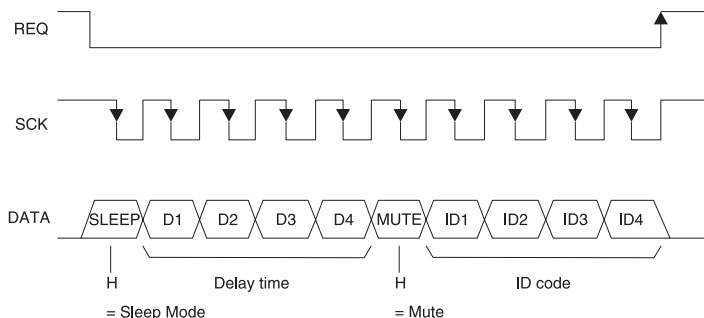 REQ
SCK
DATA SLEEP D1 D2 D3 D4 MUTE ID1 ID2 ID3 ID4
H Delay time H ID code
= Sleep Mode = Mute